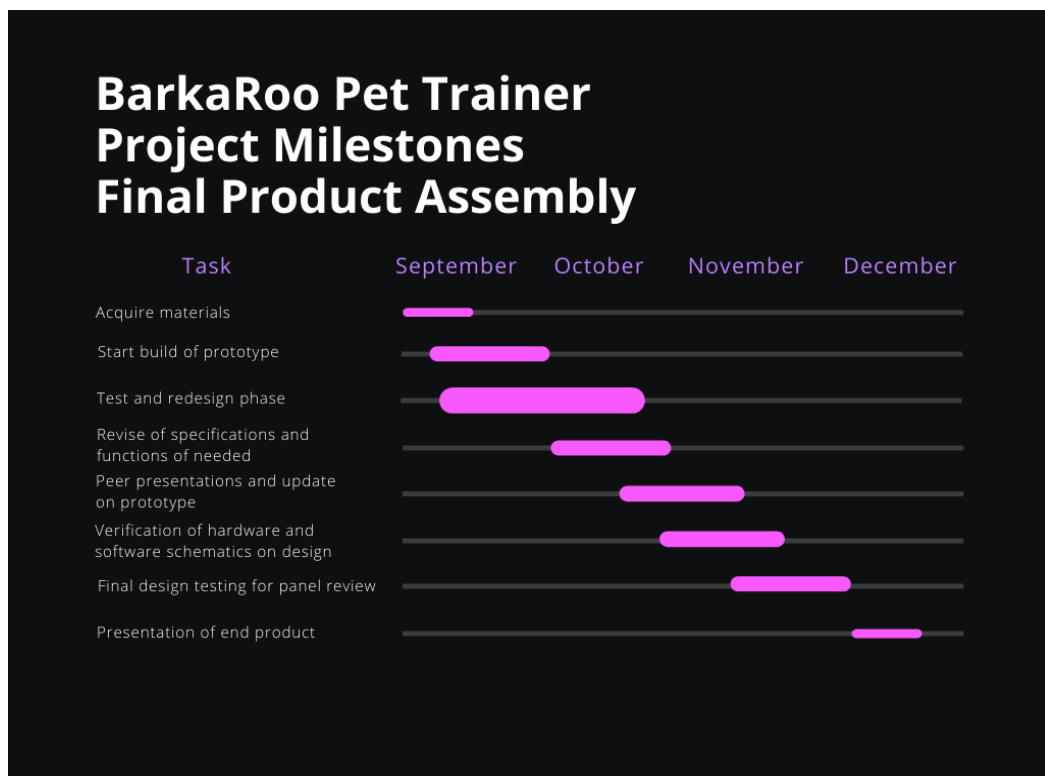 BarkaRoo Pet Trainer
Project Milestones
Final Product Assembly
Task September October November December
Acquire materials
Start build of prototype
Test and redesign phase
Revise of specifications and
functions of needed
Peer presentations and update
on prototype
Verification of hardware and
software schematics on design
Final design testing for panel review
Presentation of end product